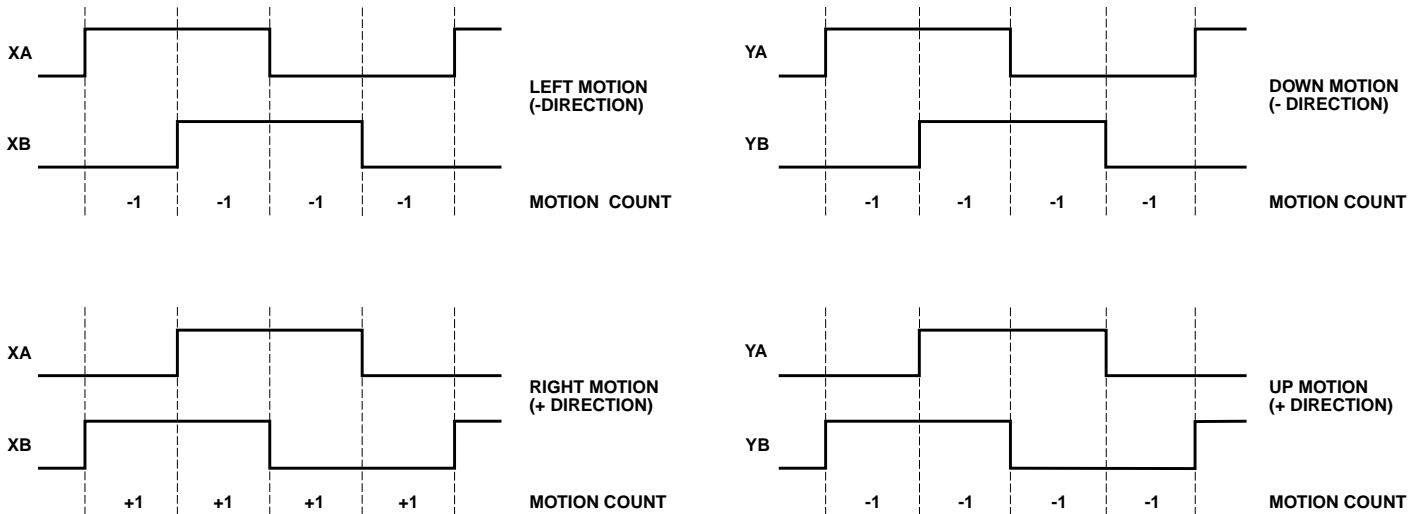 XA
LEFT MOTION
(-DIRECTION)
XB
-1 -1 -1 -1 MOTION COUNT
YA
DOWN MOTION
(- DIRECTION)
YB
-1 -1 -1 -1 MOTION COUNT
XA
RIGHT MOTION
(+ DIRECTION)
XB
+1 +1 +1 +1 MOTION COUNT
YA
UP MOTION
(+ DIRECTION)
YB
-1 -1 -1 -1 MOTION COUNT